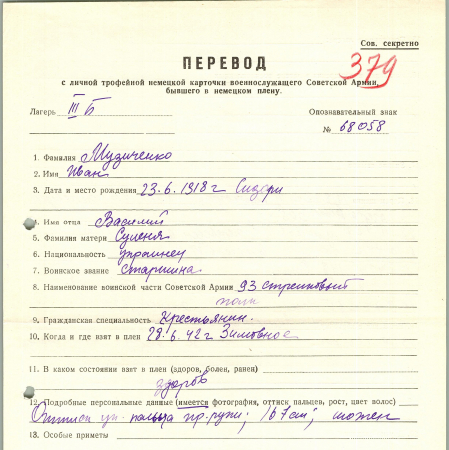 Сов. секретно
ПЕРЕВОД
379
с личной трофейной немецкой карточки военнослужащего Советской Армии,
бывшего в немецком плену.
Лагерь III Б
Опознавательный знак
№ 68058
1. Фамилия Музиченко
2. Имя Иван
3. Дата и место рождения 23.6.1918 г Сидори
4. Имя отца Василий
5. Фамилия матери
6. Национальность украинец
7. Воинское звание старшина
8. Наименование воинской части Советской Армии 93 стрелковый
полк
9. Гражданская специальность Крестьянин.
10. Когда и где взят в плен 28.6.42 г Зимовное
11. В каком состоянии взят в плен (здоров, болен, ранен)
здоров
12. Подробные персональные данные (имеется фотография, оттиск пальцев, рост, цвет волос)
Оттиск ук. пальца пр. руки; 167 см;
13. Особые приметы